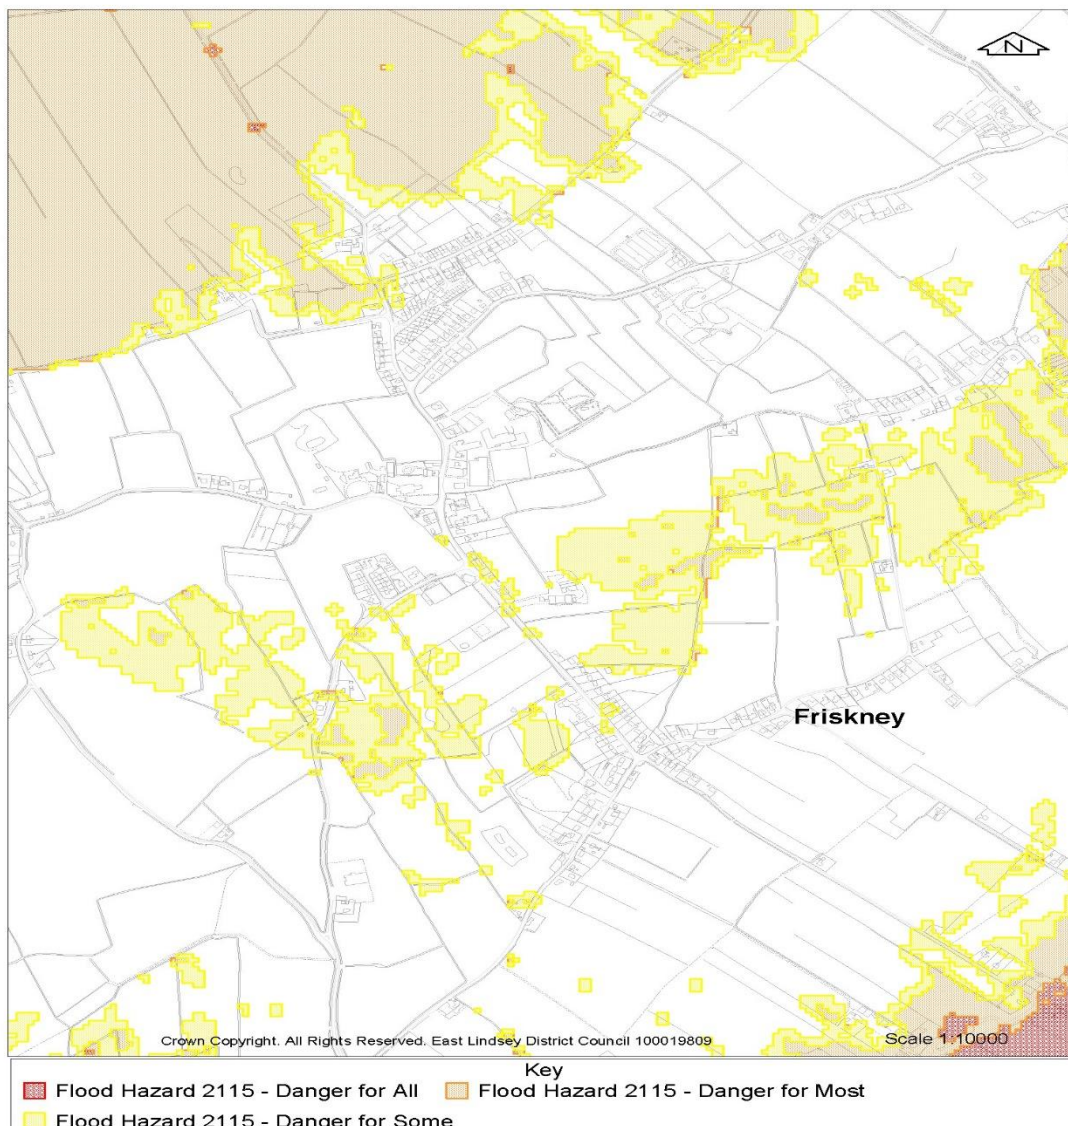 N
Friskney
Crown Copyright. All Rights Reserved. East Lindsey District Council 100019809
Scale 1:10000
Key
Flood Hazard 2115 - Danger for All
Flood Hazard 2115 - Danger for Most
Flood Hazard 2115 - Danger for Some